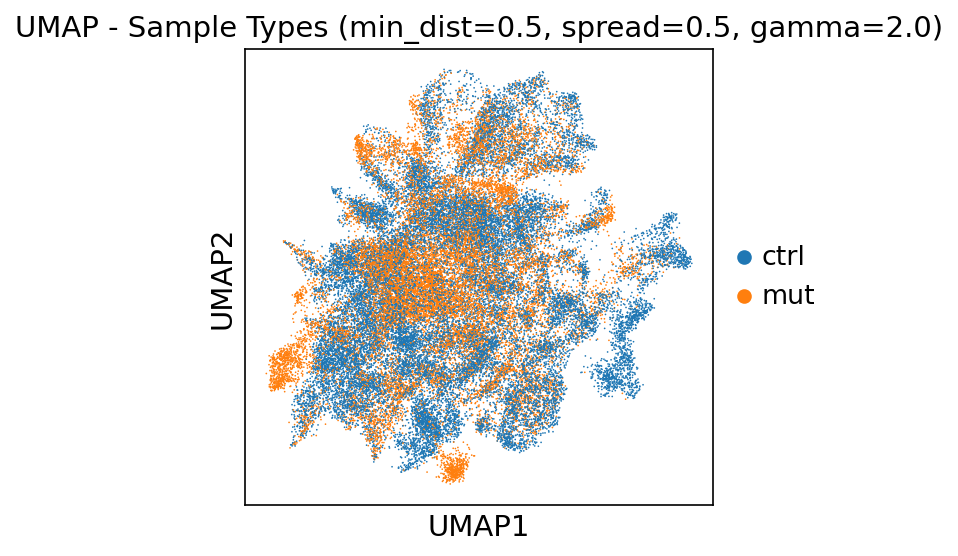 UMAP - Sample Types (min_dist=0.5, spread=0.5, gamma=2.0)
UMAP2
ctrl
mut
UMAP1